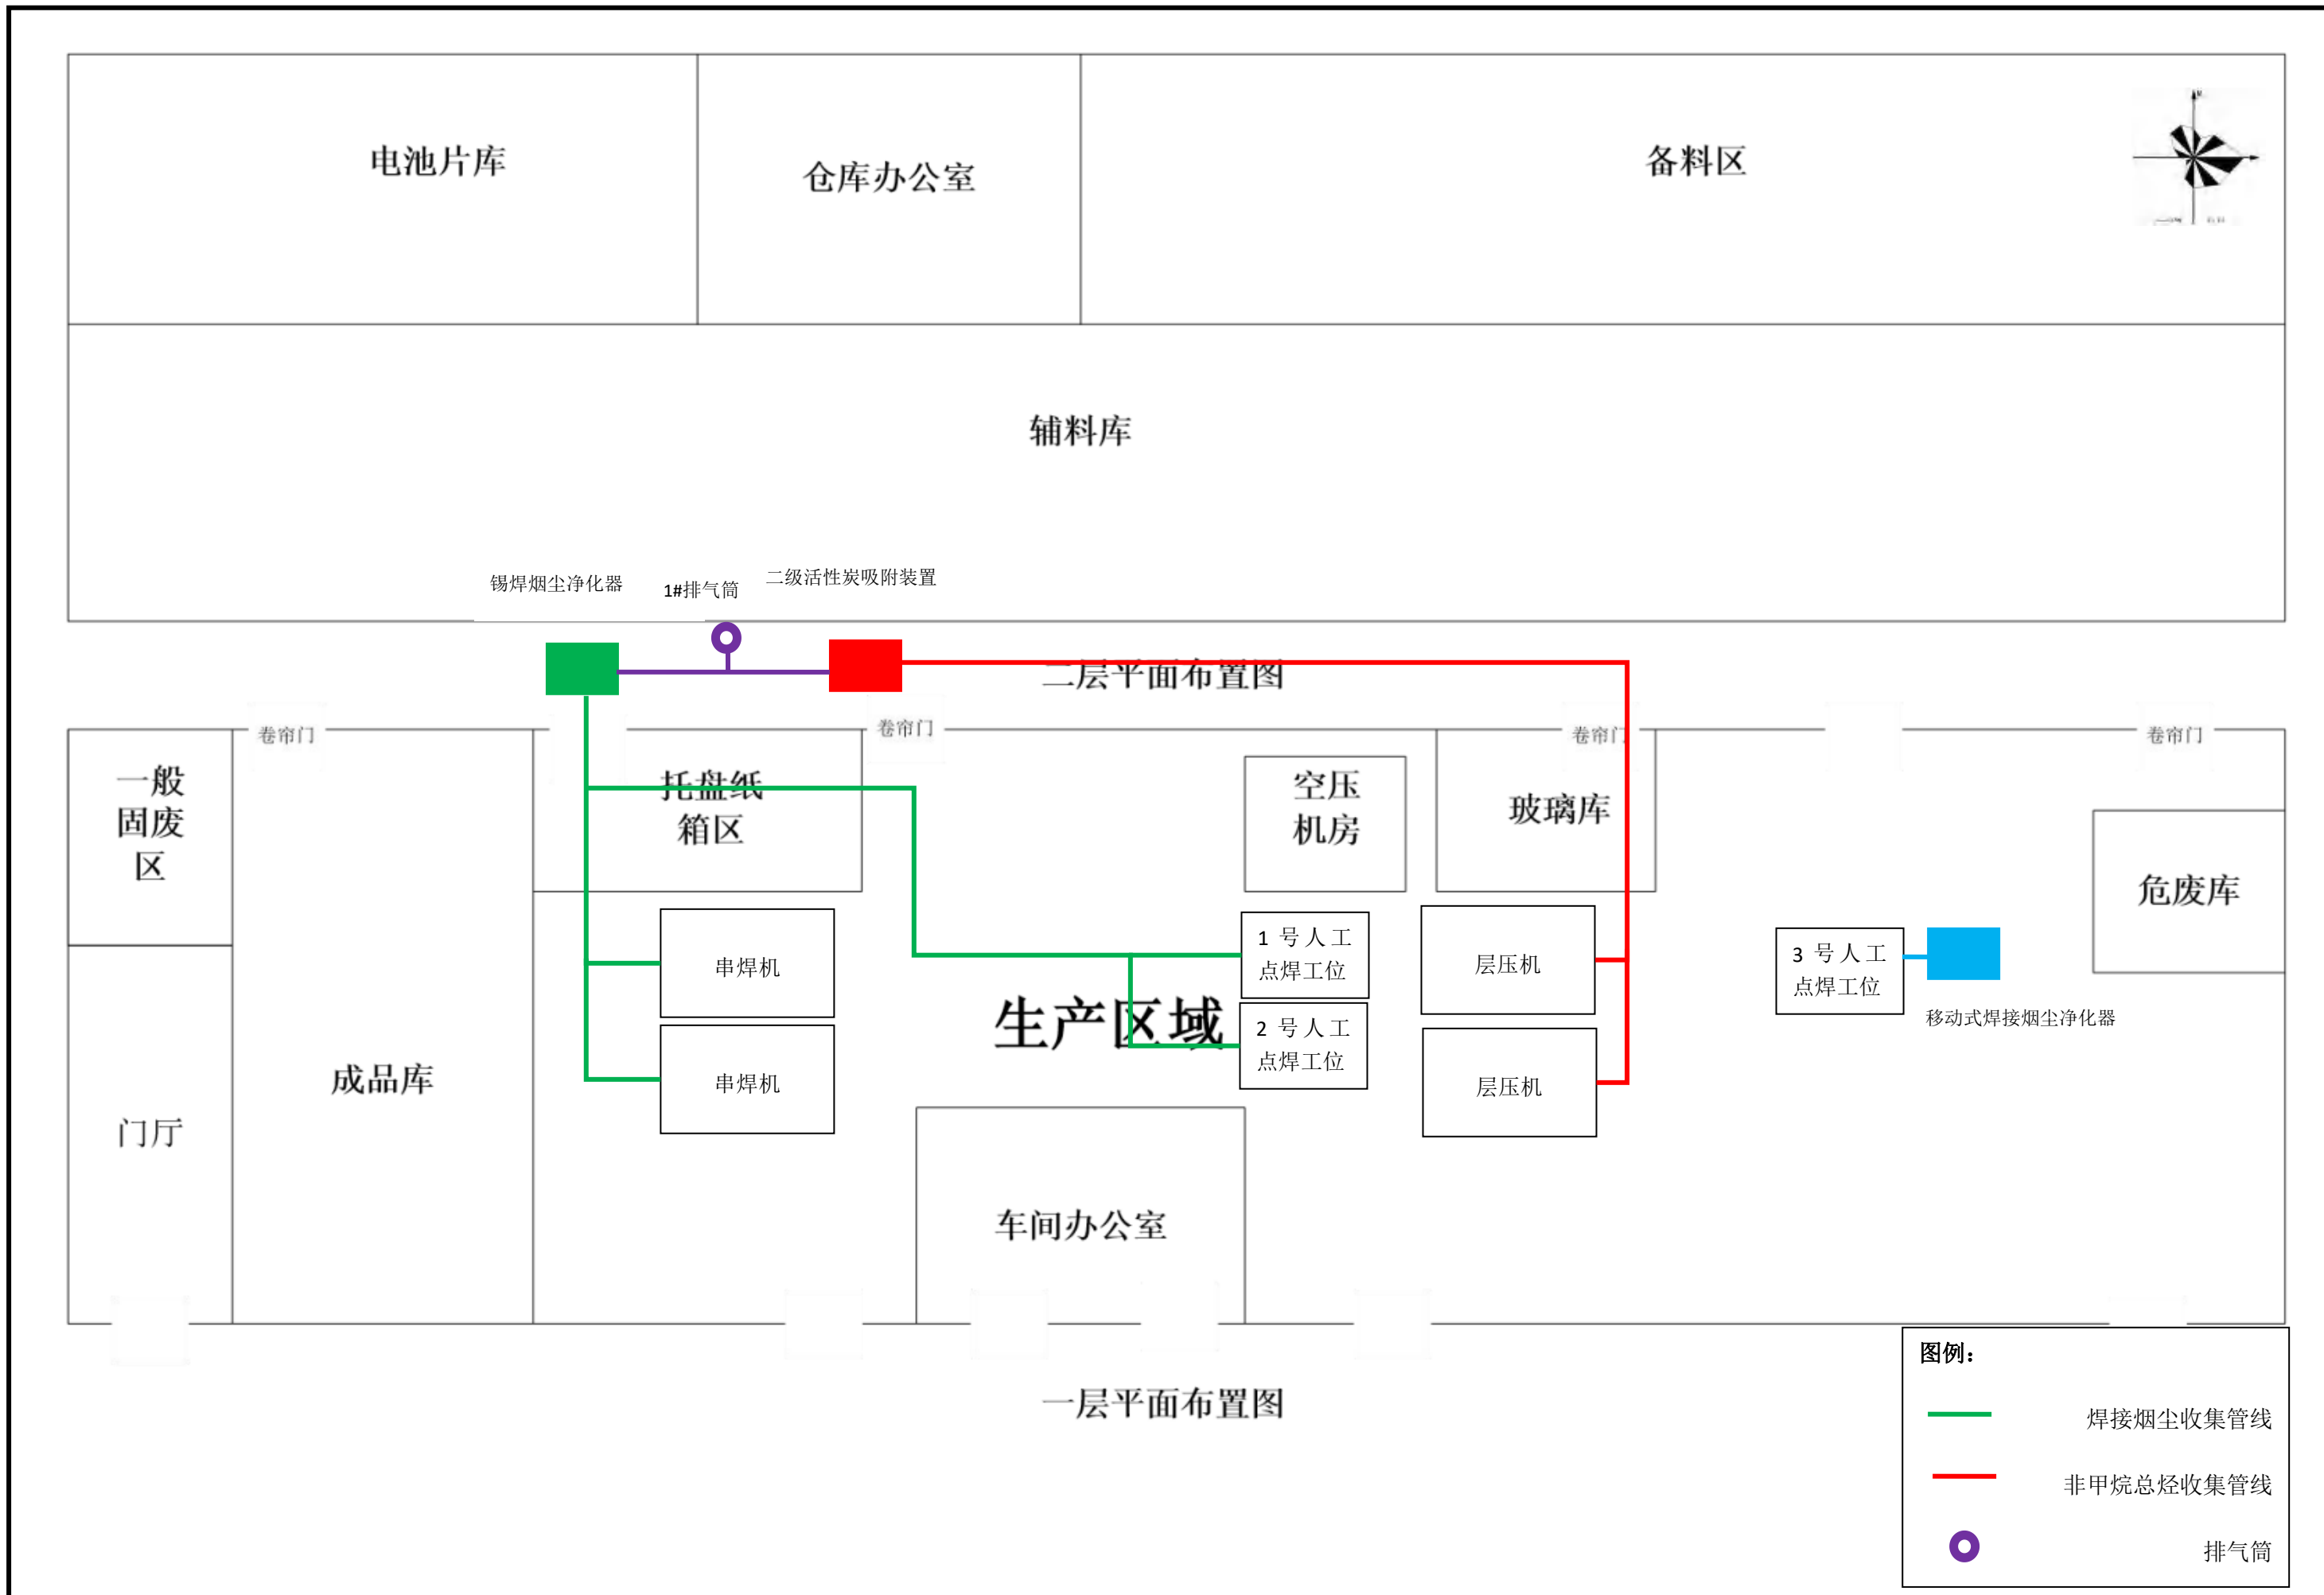 电池片库
仓库办公室
备料区
N
辅料库
锡焊烟尘净化器
1#排气筒
二级活性炭吸附装置
二层平面布置图
卷帘门
卷帘门
卷帘门
卷帘门
一般
固废
区
托盘纸
箱区
空压
机房
玻璃库
危废库
串焊机
1 号人工
点焊工位
层压机
3 号人工
点焊工位
移动式焊接烟尘净化器
生产区域
2 号人工
点焊工位
串焊机
层压机
成品库
门厅
车间办公室
一层平面布置图
图例：
焊接烟尘收集管线
非甲烷总烃收集管线
排气筒